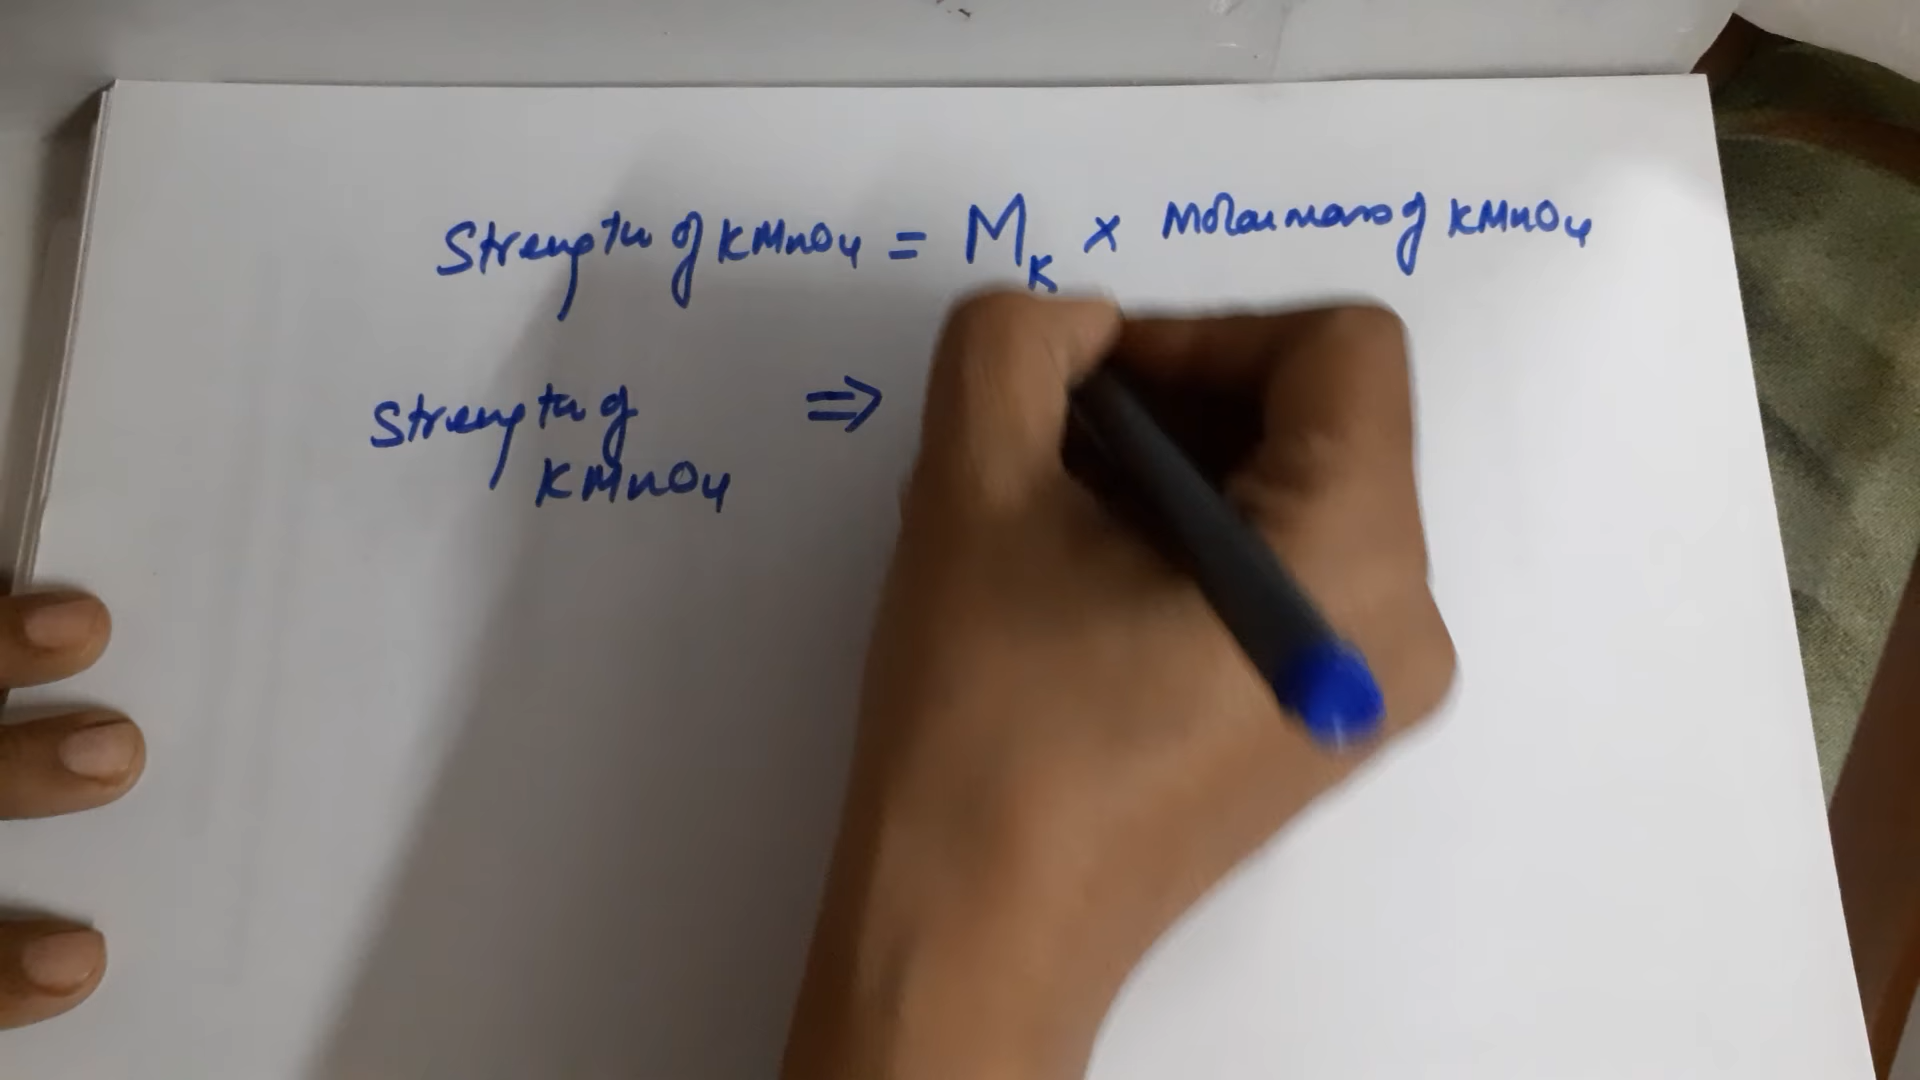 Strength of KMnO4 = MK × Molar mass of KMnO4
Strength of ⇒
KMnO4